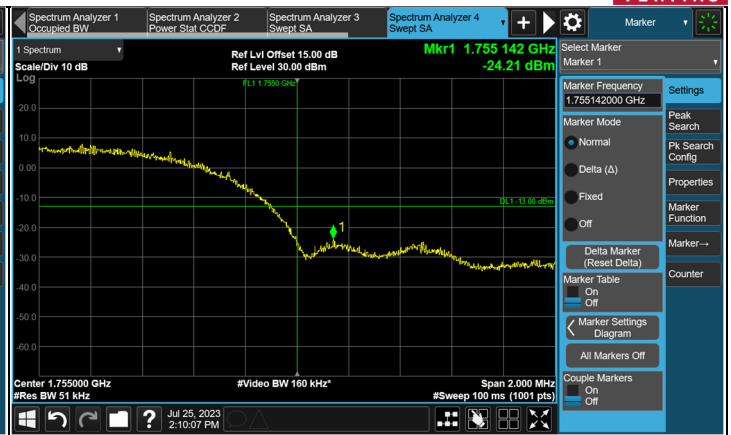 Spectrum Analyzer 1
Occupied BW
Spectrum Analyzer 2
Power Stat CCDF
Spectrum Analyzer 3
Swept SA
Spectrum Analyzer 4
Swept SA
Marker
1 Spectrum
Scale/Div 10 dB
Log
Ref Lvl Offset 15.00 dB
Ref Level 30.00 dBm
Mkr1 1.755 142 GHz
-24.21 dBm
FL1 1.7550 GHz
20.0
10.0
0.00
-10.0
-20.0
-30.0
-40.0
-50.0
-60.0
DL1 -13.00 dBm
1
Center 1.755000 GHz
#Res BW 51 kHz
#Video BW 160 kHz*
Span 2.000 MHz
#Sweep 100 ms (1001 pts)
Select Marker
Marker 1
Marker Frequency
1.755142000 GHz
Marker Mode
Normal
Delta (Δ)
Fixed
Off
Delta Marker
(Reset Delta)
Marker Table
On
Off
Marker Settings
Diagram
All Markers Off
Couple Markers
On
Off
Settings
Peak
Search
Pk Search
Config
Properties
Marker
Function
Marker→
Counter
?
Jul 25, 2023
2:10:07 PM